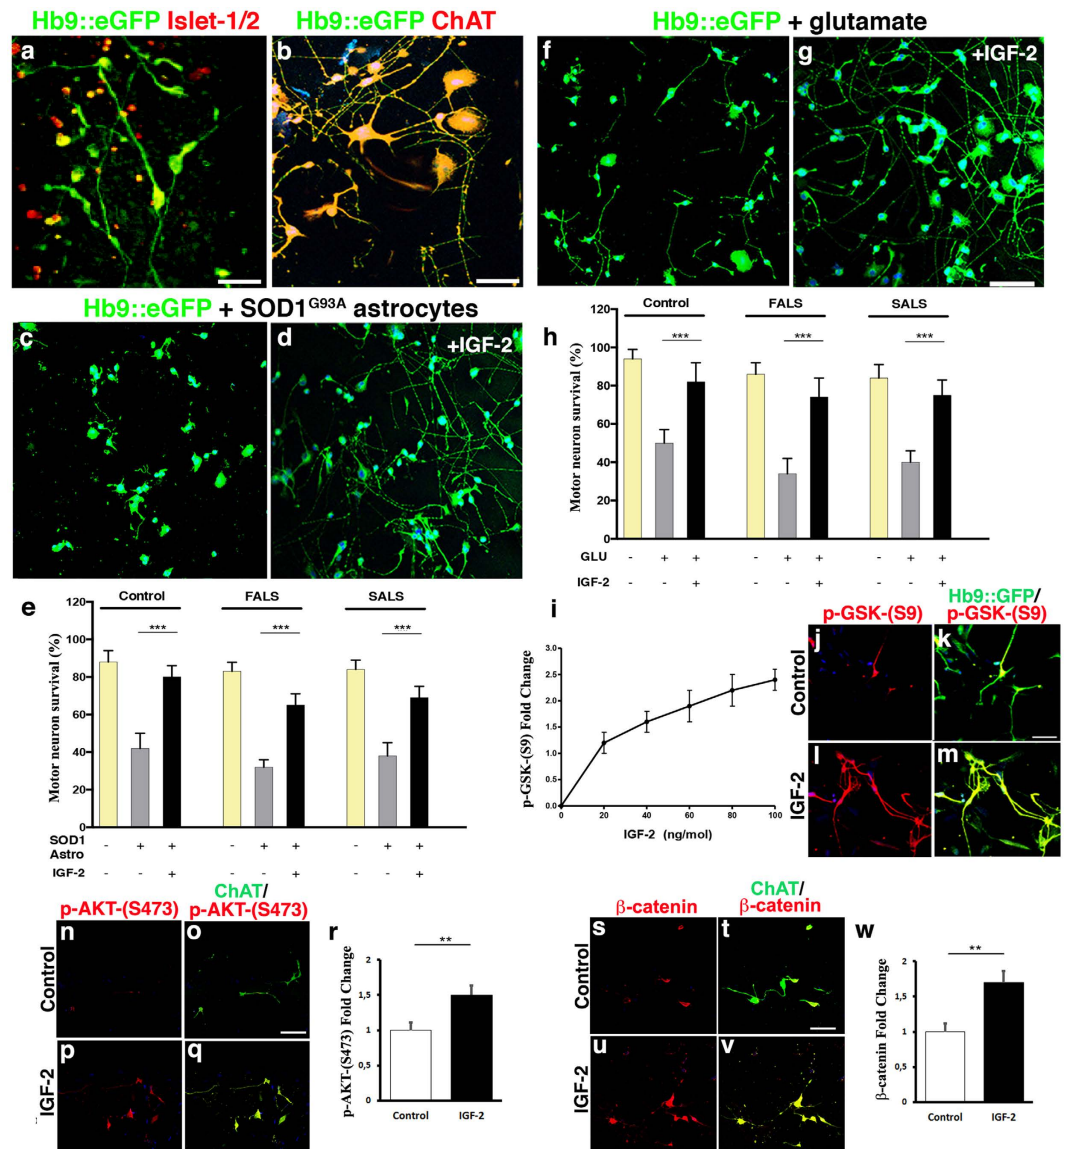 Hb9::eGFP Islet-1/2
a
Hb9::eGFP ChAT
b
Hb9::eGFP + SOD1G93A astrocytes
c
d
+IGF-2
e
Motor neuron survival (%)
120
100
80
60
40
20
0
Control
FALS
SALS
***
***
***
SOD1
Astro
- + + - + + - + +
IGF-2
- - + - - + - - +
Hb9::eGFP + glutamate
f
g
+IGF-2
h
Motor neuron survival (%)
120
100
80
60
40
20
0
Control
FALS
SALS
***
***
***
GLU
- + + - + + - + +
IGF-2
- - + - - + - - +
i
p-GSK-(S9) Fold Change
3.0
2.5
2.0
1.5
1.0
0.5
0
0 20 40 60 80 100
IGF-2 (ng/mol)
p-GSK-(S9)
Hb9::GFP/
p-GSK-(S9)
Control
j
k
IGF-2
l
m
p-AKT-(S473)
ChAT/
p-AKT-(S473)
Control
n
o
IGF-2
p
q
r
p-AKT-(S473) Fold Change
2
1,5
1
0,5
0
**
Control IGF-2
β-catenin
ChAT/
β-catenin
Control
s
t
IGF-2
u
v
w
β-catenin Fold Change
2
1,5
1
0,5
0
**
Control IGF-2